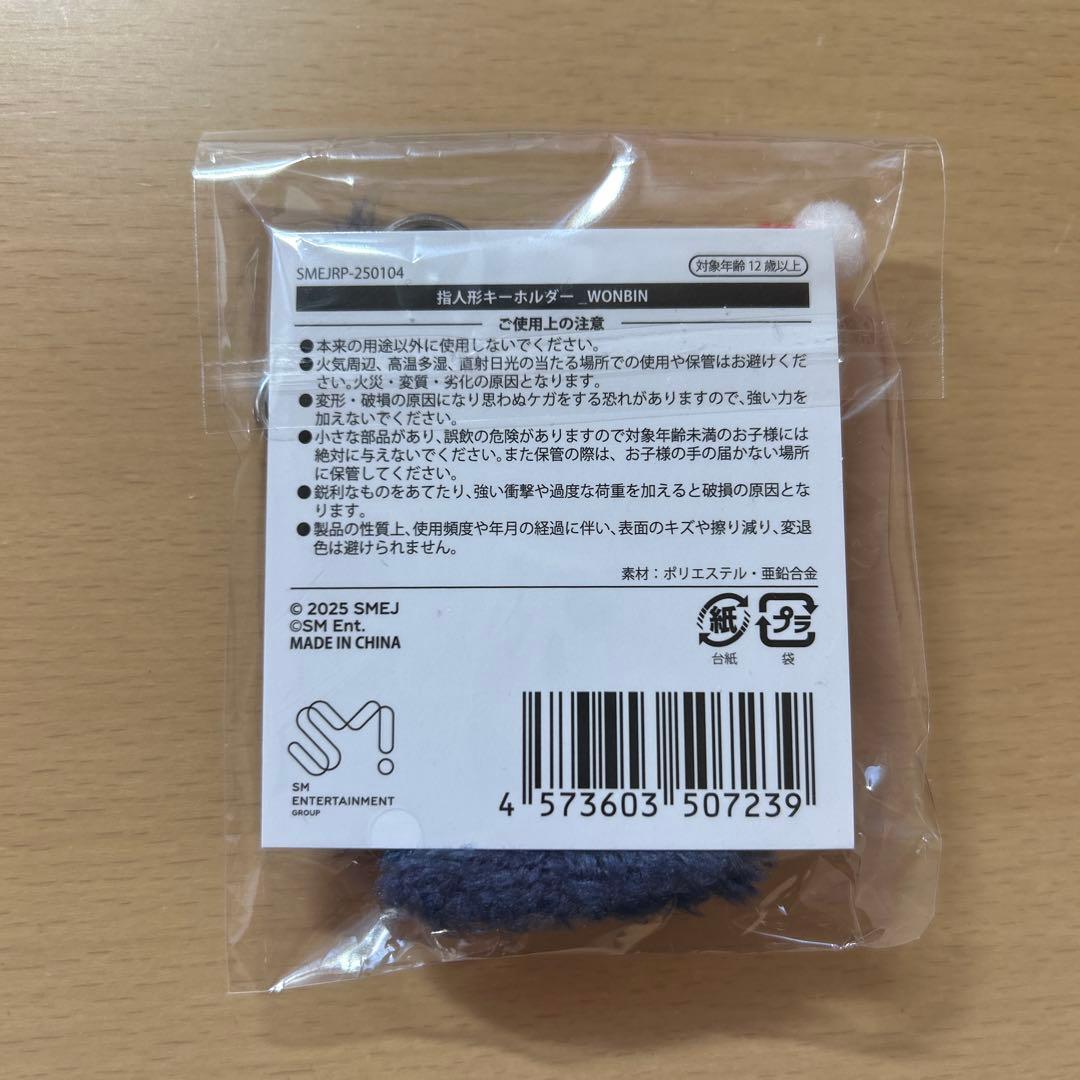 SMEJRP-250104
対象年齢 12 歳以上
指人形キーホルダー _WONBIN
ご使用上の注意
●本来の用途以外に使用しないでください。
●火気周辺、高温多湿、直射日光の当たる場所での使用や保管はお避けくだ
さい。火災・変質・劣化の原因となります。
●変形・破損の原因になり思わぬケガをする恐れがありますので、強い力を
加えないでください。
●小さな部品があり、誤飲の危険がありますので対象年齢未満のお子様には
絶対に与えないでください。また保管の際は、お子様の手の届かない場所
に保管してください。
●鋭利なものをあてたり、強い衝撃や過度な荷重を加えると破損の原因とな
ります。
●製品の性質上、使用頻度や年月の経過に伴い、表面のキズや擦り減り、変退
色は避けられません。
素材：ポリエステル・亜鉛合金
© 2025 SMEJ
©SM Ent.
MADE IN CHINA
紙
台紙
プラ
袋
SM
SM
ENTERTAINMENT
GROUP
4 573603 507239